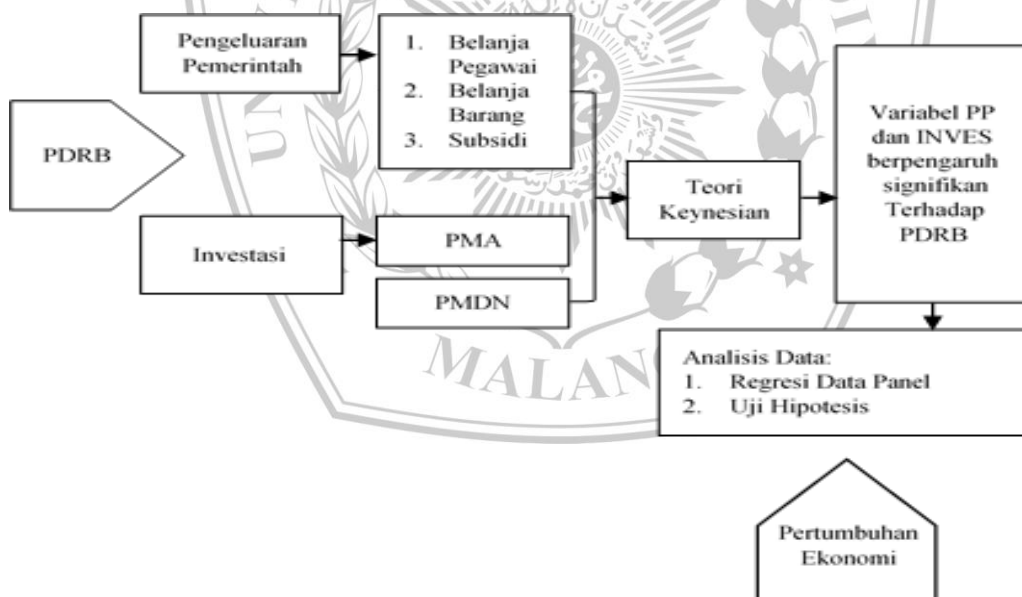 Pengeluaran
Pemerintah
1. Belanja
Pegawai
2. Belanja
Barang
3. Subsidi
PDRB
Investasi
PMA
PMDN
Teori
Keynesian
Variabel PP
dan INVES
berpengaruh
signifikan
Terhadap
PDRB
Analisis Data:
1. Regresi Data Panel
2. Uji Hipotesis
Pertumbuhan
Ekonomi